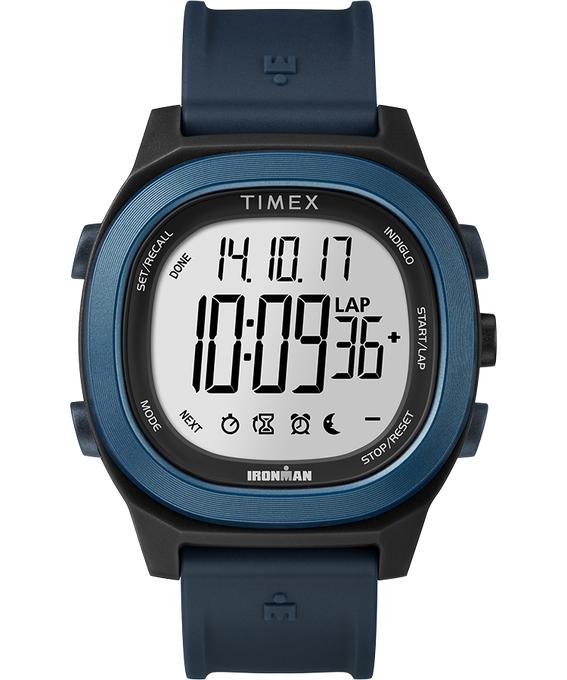 TIMEX
SET/RECALL
INDIGLO
DONE
14.10.17
LAP
10:09 36+
START/LAP
MODE
NEXT
-
STOP/RESET
IRONMAN